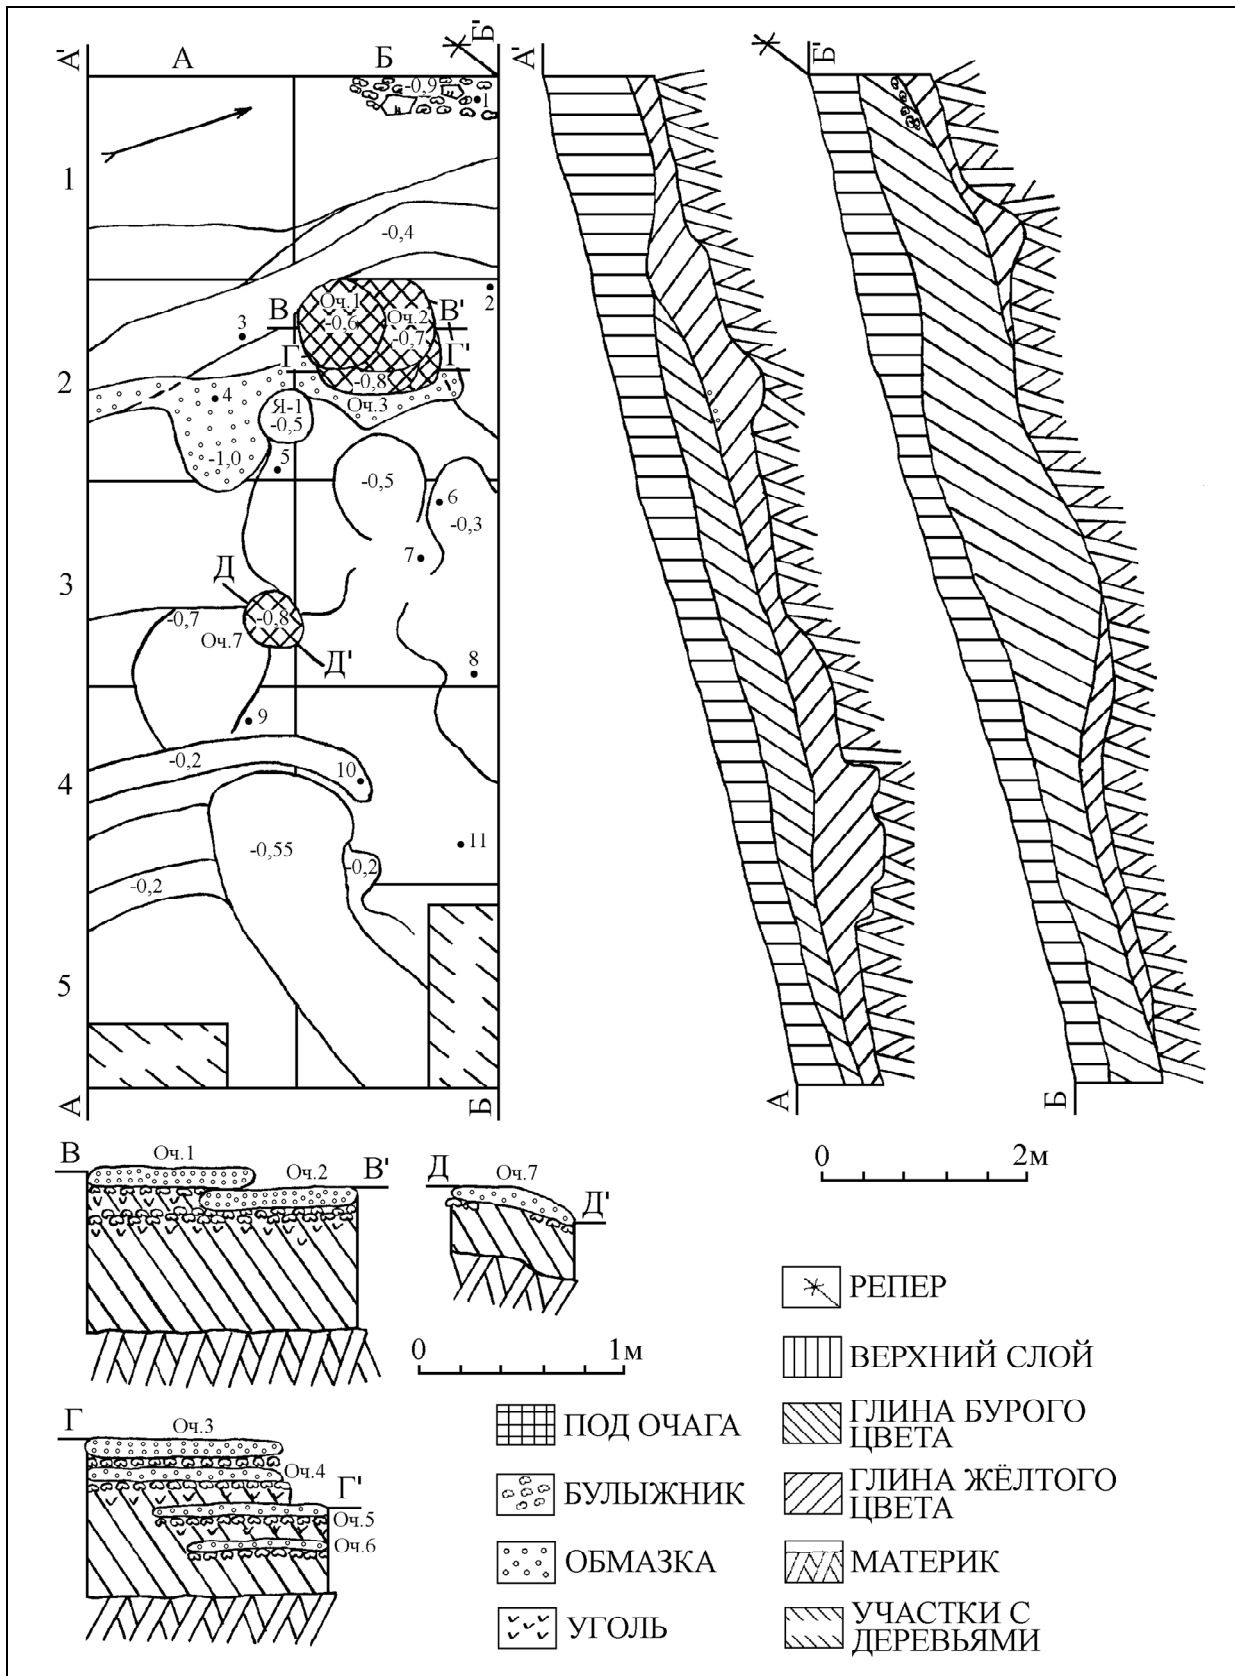 А' А Б Б' А' Б'
-0,9
1
1
-0,4
2
Оч.1
В -0,6 Оч.2 В'
3 -0,7
Г Г'
2
-0,8
4 Я-1 Оч.3
-0,5
-1,0 5
-0,5
6
-0,3
7
Д
3
-0,7 -0,8
Оч.7
Д'
8
9
-0,2
4
10
-0,55 11
-0,2
-0,2
5
А Б А Б
В Оч.1 Оч.2 В'
Д Оч.7 Д'
0 2м
0 1м
Г Оч.3
Оч.4
Г'
Оч.5
Оч.6
РЕПЕР
ВЕРХНИЙ СЛОЙ
ПОД ОЧАГА
ГЛИНА БУРОГО
ЦВЕТА
БУЛЫЖНИК
ГЛИНА ЖЁЛТОГО
ЦВЕТА
ОБМАЗКА
МАТЕРИК
УГОЛЬ
УЧАСТКИ С
ДЕРЕВЬЯМИ